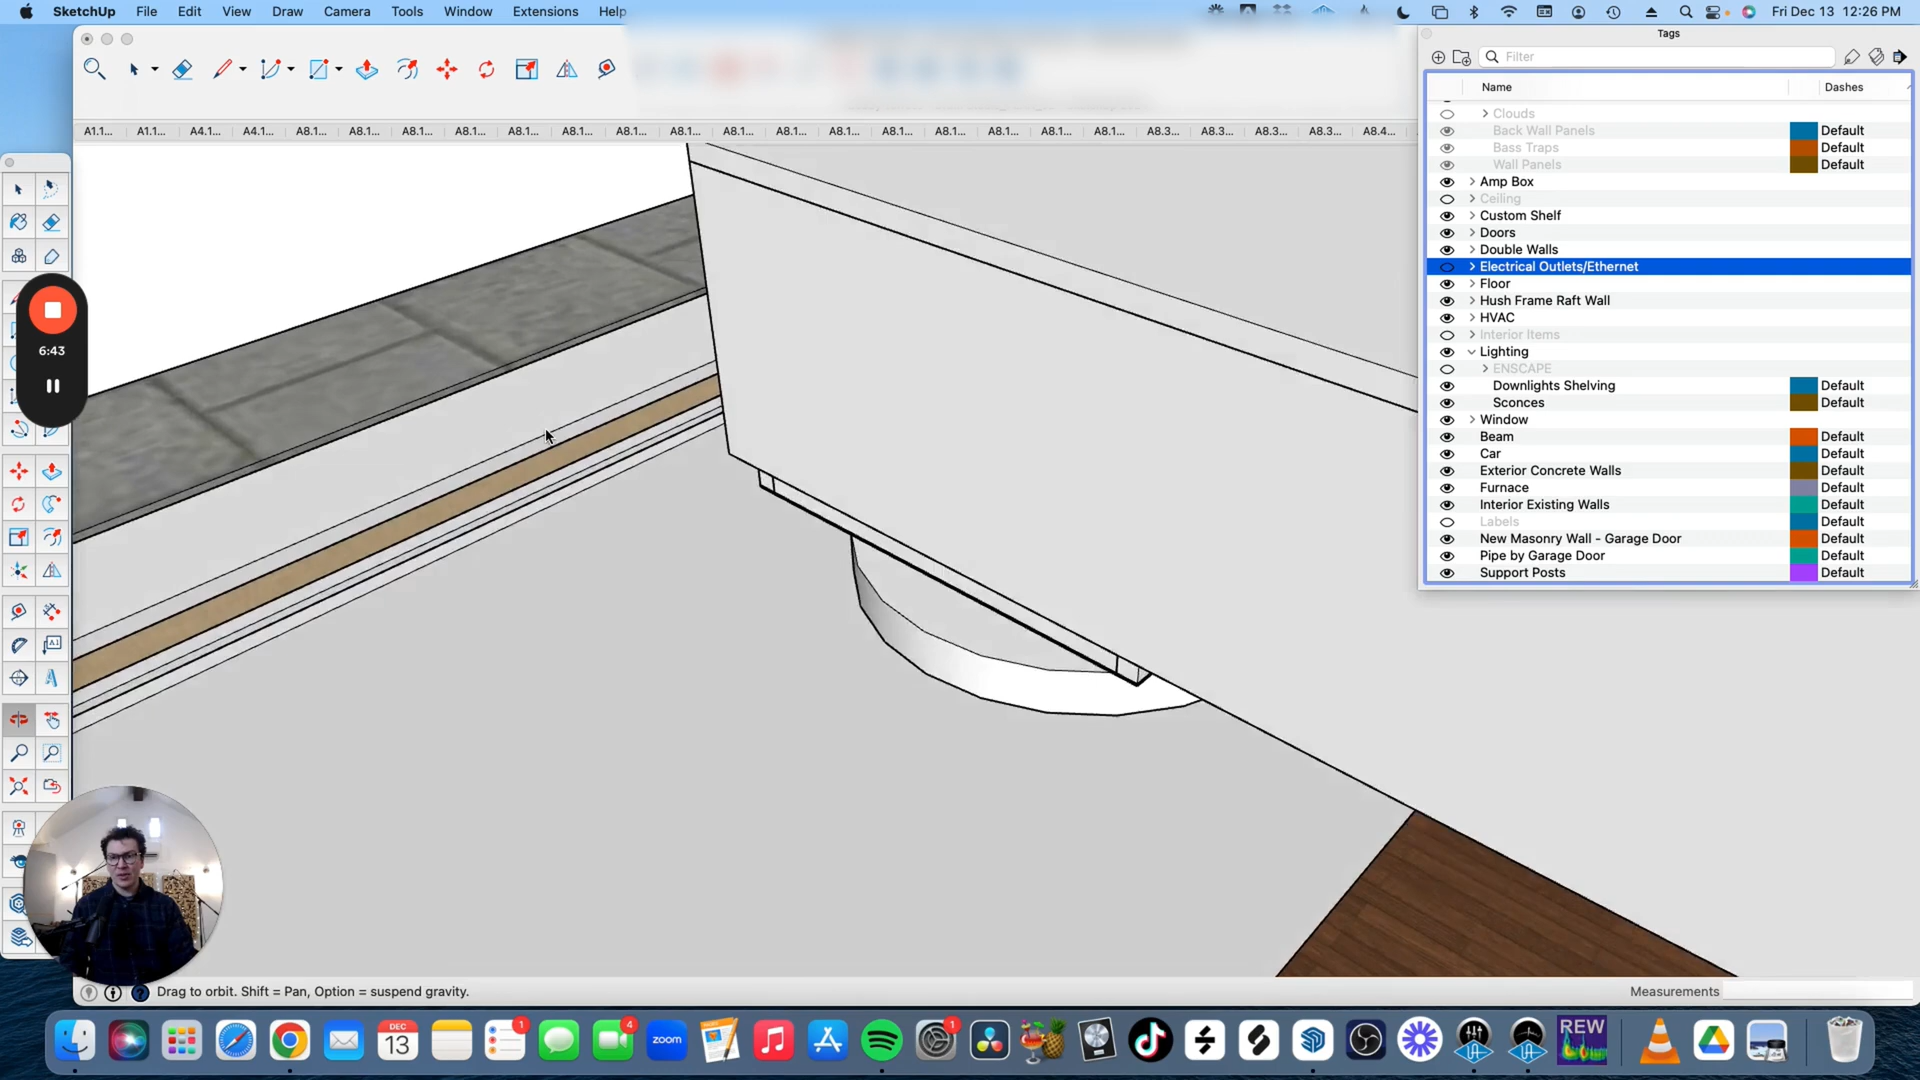 SketchUp File Edit View Draw Camera Tools Window Extensions Help
Fri Dec 13 12:26 PM
Tags
Filter
Name Dashes
A1.1... A1.1... A4.1... A4.1... A8.1... A8.1... A8.1... A8.1... A8.1... A8.1... A8.1... A8.1... A8.1... A8.1... A8.1... A8.1... A8.1... A8.1... A8.1... A8.1... A8.3... A8.3... A8.3... A8.3... A8.4...
Clouds
Back Wall Panels Default
Bass Traps Default
Wall Panels Default
Amp Box
Ceiling
Custom Shelf
Doors
Double Walls
Electrical Outlets/Ethernet
Floor
Hush Frame Raft Wall
HVAC
Interior Items
Lighting
ENSCAPE
Downlights Shelving Default
Sconces Default
Window
Beam Default
Car Default
Exterior Concrete Walls Default
Furnace Default
Interior Existing Walls Default
Labels Default
New Masonry Wall - Garage Door Default
Pipe by Garage Door Default
Support Posts Default
6:43
Drag to orbit. Shift = Pan, Option = suspend gravity.
Measurements
DEC
13
1
4
zoom
1
REW